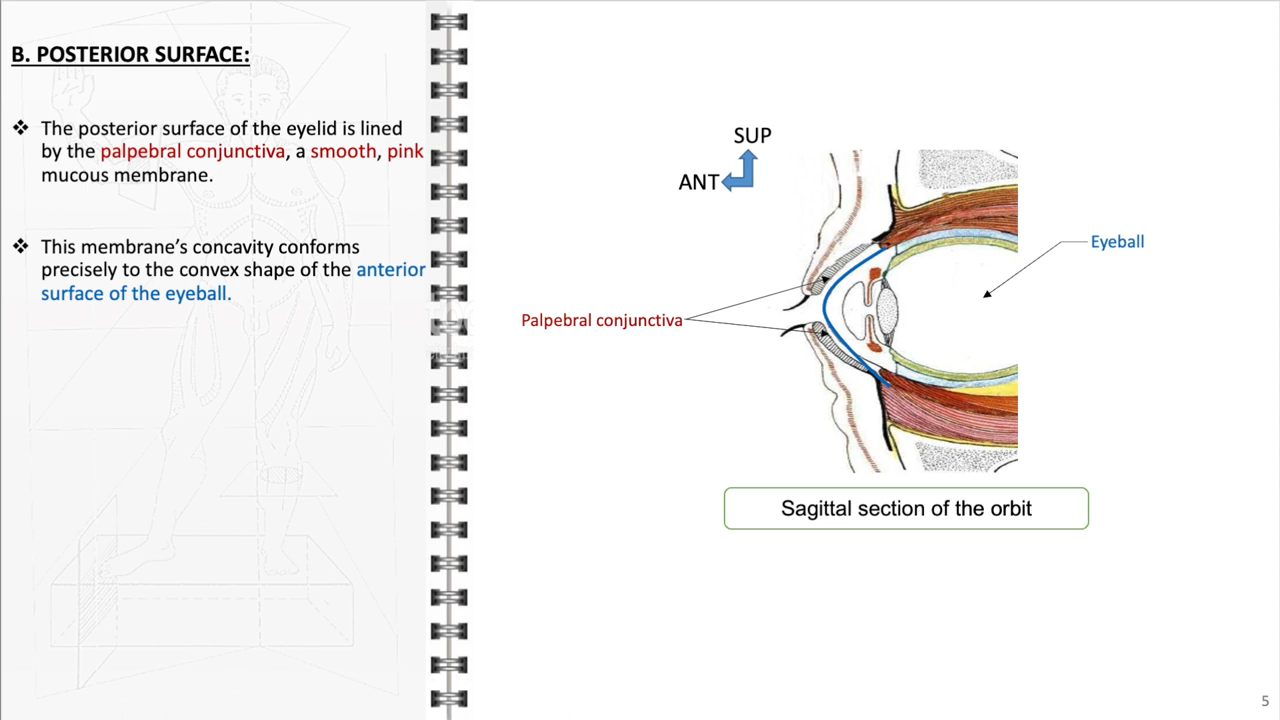 B. POSTERIOR SURFACE:
❖ The posterior surface of the eyelid is lined
by the palpebral conjunctiva, a smooth, pink
mucous membrane.
❖ This membrane’s concavity conforms
precisely to the convex shape of the anterior
surface of the eyeball.
SUP
ANT
Eyeball
Palpebral conjunctiva
Sagittal section of the orbit
5